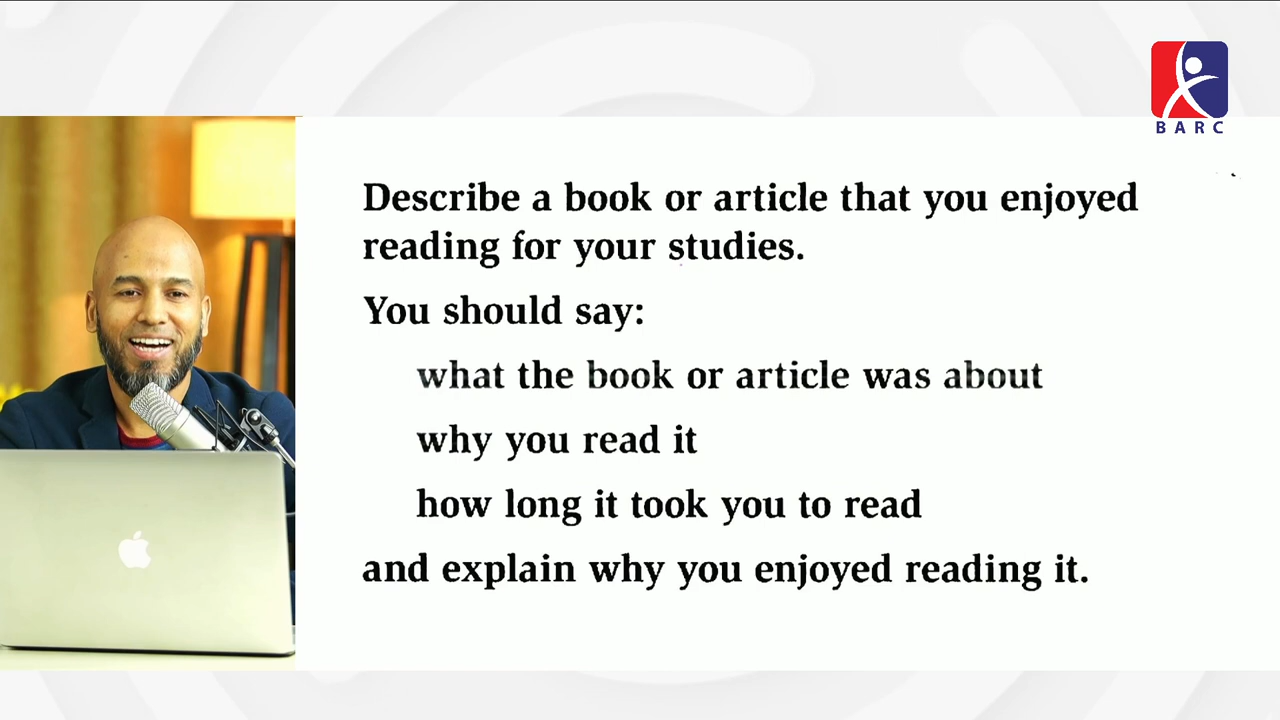 BARC
Describe a book or article that you enjoyed
reading for your studies.
You should say:
what the book or article was about
why you read it
how long it took you to read
and explain why you enjoyed reading it.